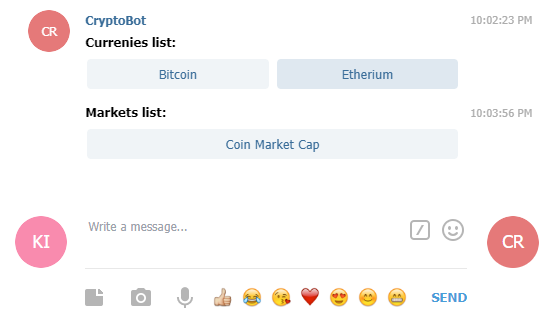 CR
CryptoBot
10:02:23 PM
Currenies list:
Bitcoin
Etherium
Markets list:
10:03:56 PM
Coin Market Cap
KI
Write a message...
CR
SEND